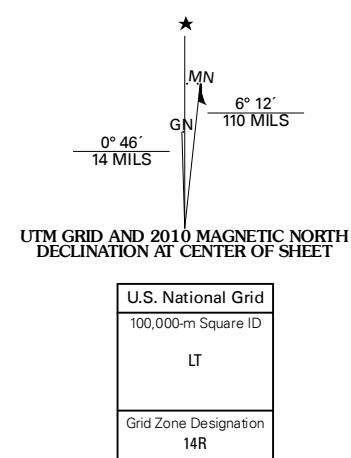 ★
MN
GN
6° 12´
110 MILS
0° 46´
14 MILS
UTM GRID AND 2010 MAGNETIC NORTH
DECLINATION AT CENTER OF SHEET
U.S. National Grid
100,000-m Square ID
LT
Grid Zone Designation
14R